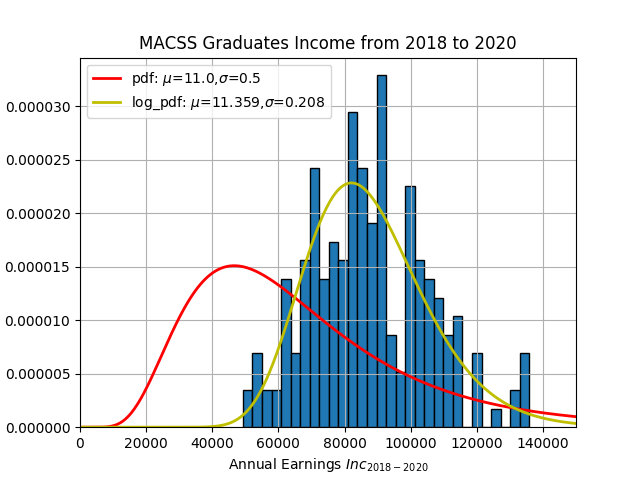 MACSS Graduates Income from 2018 to 2020
pdf: μ=11.0,σ=0.5
log_pdf: μ=11.359,σ=0.208
0.000030
0.000025
0.000020
0.000015
0.000010
0.000005
0.000000
0 20000 40000 60000 80000 100000 120000 140000
Annual Earnings Inc2018−2020